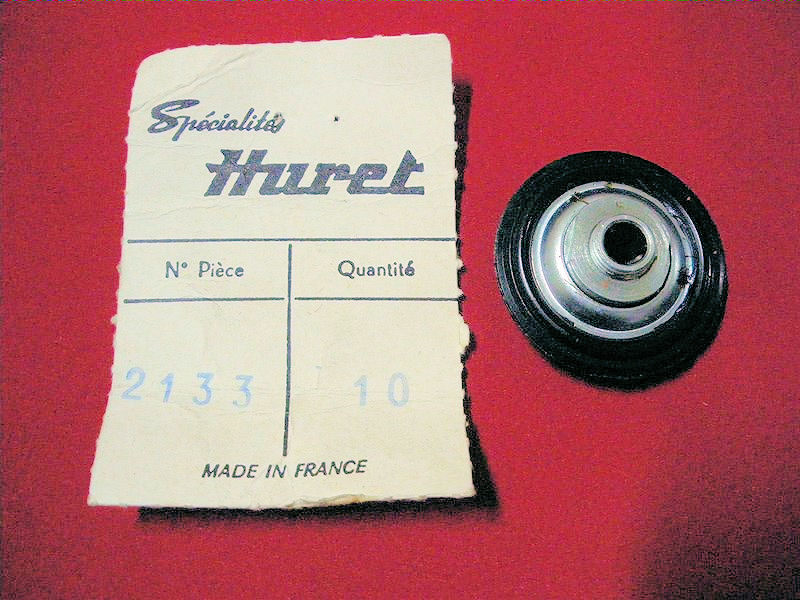 Spécialités
Huret
N° Pièce Quantité
2133 10
MADE IN FRANCE